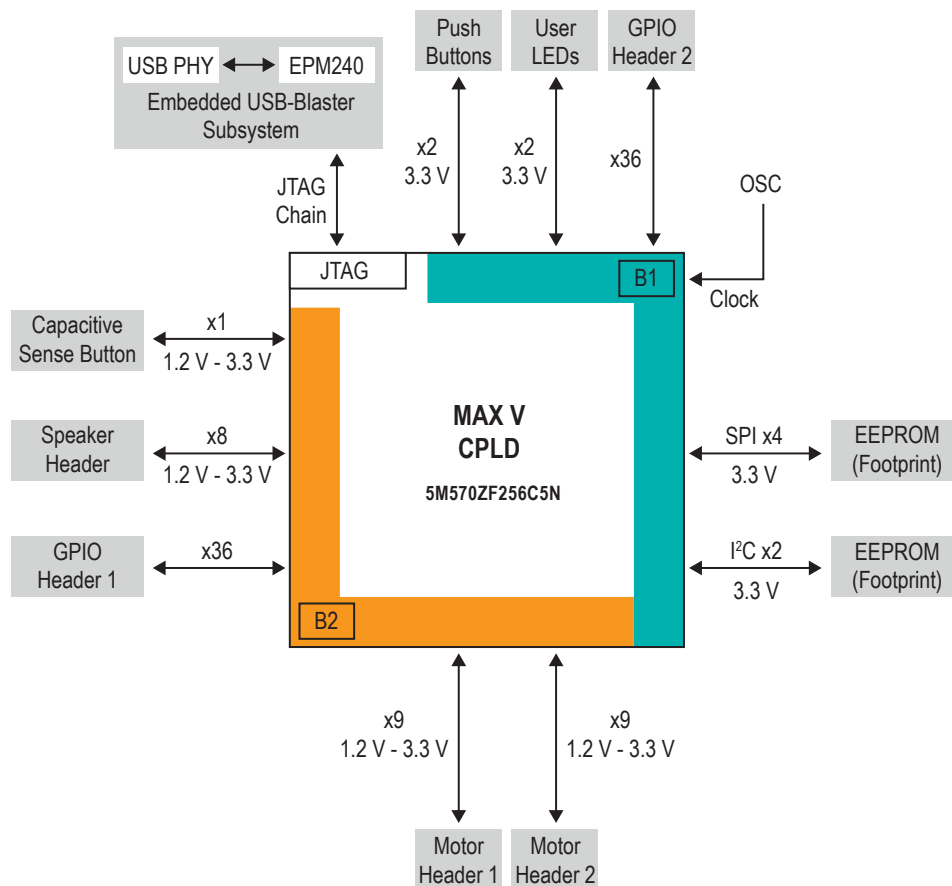 Push
Buttons
User
LEDs
GPIO
Header 2
USB PHY
EPM240
Embedded USB-Blaster
Subsystem
x2
3.3 V
x2
3.3 V
x36
JTAG
Chain
OSC
JTAG
B1
Clock
Capacitive
Sense Button
x1
1.2 V - 3.3 V
MAX V
CPLD
5M570ZF256C5N
Speaker
Header
x8
1.2 V - 3.3 V
SPI x4
3.3 V
EEPROM
(Footprint)
GPIO
Header 1
x36
I²C x2
3.3 V
EEPROM
(Footprint)
B2
x9
1.2 V - 3.3 V
x9
1.2 V - 3.3 V
Motor
Header 1
Motor
Header 2